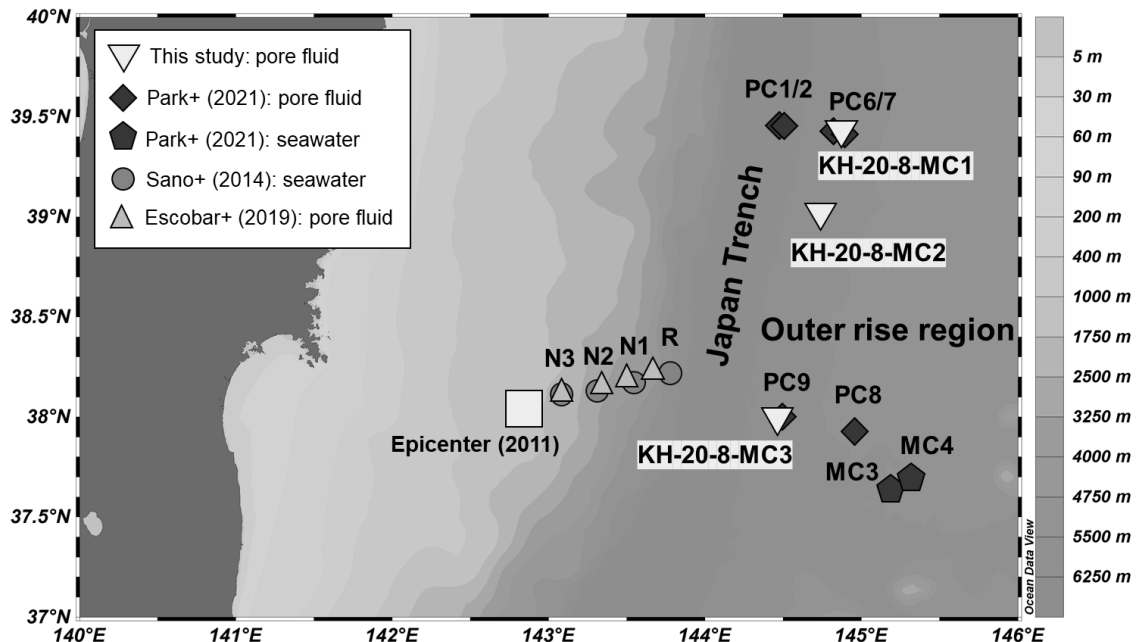 40°N
39.5°N
39°N
38.5°N
38°N
37.5°N
37°N
140°E
141°E
142°E
143°E
144°E
145°E
146°E
This study: pore fluid
Park+ (2021): pore fluid
Park+ (2021): seawater
Sano+ (2014): seawater
Escobar+ (2019): pore fluid
PC1/2
PC6/7
KH-20-8-MC1
KH-20-8-MC2
Japan Trench
Outer rise region
N3
N2
N1
R
Epicenter (2011)
PC9
PC8
KH-20-8-MC3
MC3
MC4
5 m
30 m
60 m
90 m
200 m
400 m
1000 m
1750 m
2500 m
3250 m
4000 m
4750 m
5500 m
6250 m
Ocean Data View